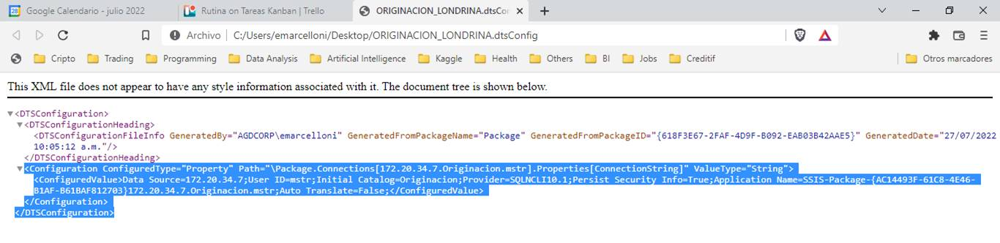 Google Calendario - julio 2022
Rutina on Tareas Kanban | Trello
ORIGINACION_LONDRINA.dtsCon
Archivo
C:/Users/emarcelloni/Desktop/ORIGINACION_LONDRINA.dtsConfig
Cripto
Trading
Programming
Data Analysis
Artificial Intelligence
Kaggle
Health
Others
BI
Jobs
Creditif
Otros marcadores
This XML file does not appear to have any style information associated with it. The document tree is shown below.
<DTSConfiguration>
<DTSConfigurationHeading>
<DTSConfigurationFileInfo GeneratedBy="AGDCORP\emarcelloni" GeneratedFromPackageName="Package" GeneratedFromPackageID="{618F3E67-2FAF-4D9F-B092-EAB03B42AAE5}" GeneratedDate="27/07/2022
10:05:12 a.m."/>
</DTSConfigurationHeading>
<Configuration ConfiguredType="Property" Path="\Package.Connections[172.20.34.7.Originacion.mstr].Properties[ConnectionString]" ValueType="String">
<ConfiguredValue>Data Source=172.20.34.7;User ID=mstr;Initial Catalog=Originacion;Provider=SQLNCLI10.1;Persist Security Info=True;Application Name=SSIS-Package-{AC14493F-61C8-4E46-
B1AF-B61BAF812703}172.20.34.7.Originacion.mstr;Auto Translate=False;</ConfiguredValue>
</Configuration>
</DTSConfiguration>